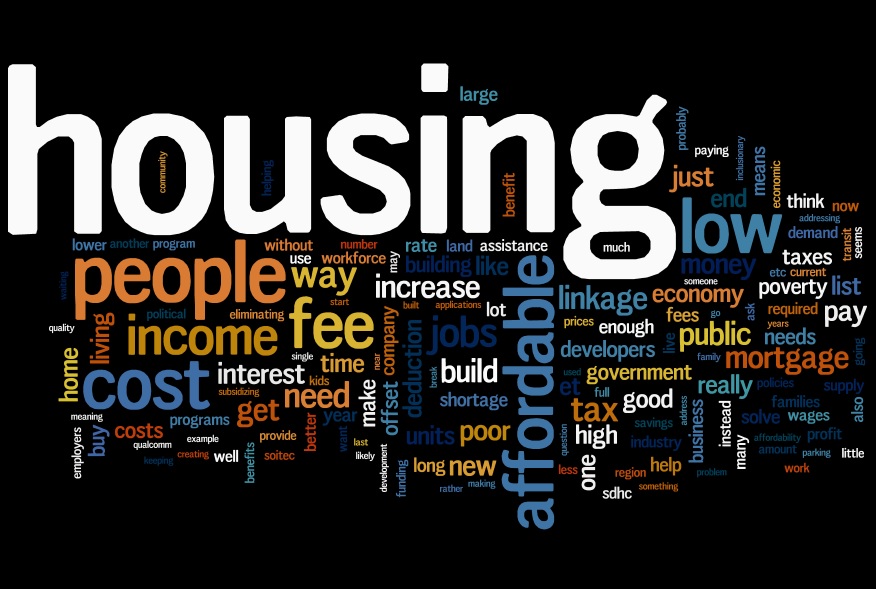 housing
large
community
helping
benefit
much
probably
paying
inclusionary
means
economic
just
end
think
now
addressing
low
demand
transit
seems
lower
another
program
without
number
rate
land
assistance
taxes
people
use
workforce
may
building
like
money
etc
current
way
increase
affordable
someone
poverty
list
waiting
start
built
applications
lot
linkage
economy
go
ask
required
pay
political
eliminating
fee
company
prices
enough
fees
years
quality
living
income
jobs
public
needs
single
time
near
deduction
developers
live
family
mortgage
going
home
cost
interest
kids
break
build
used
government
really
policies
supply
subsidizing
need
make
offset
shortage
et
full
good
address
families
also
meaning
programs
get
year
tax
savings
business
instead
solve
wages
employers
buy
costs
qualcomm
example
provide
better
want
last
units
poor
question
high
industry
many
affordability
profit
amount
parking
little
keeping
creating
well
benefits
soitec
likely
development
funding
long
new
less
one
region
help
problem
work
rather
making
sdhc
something